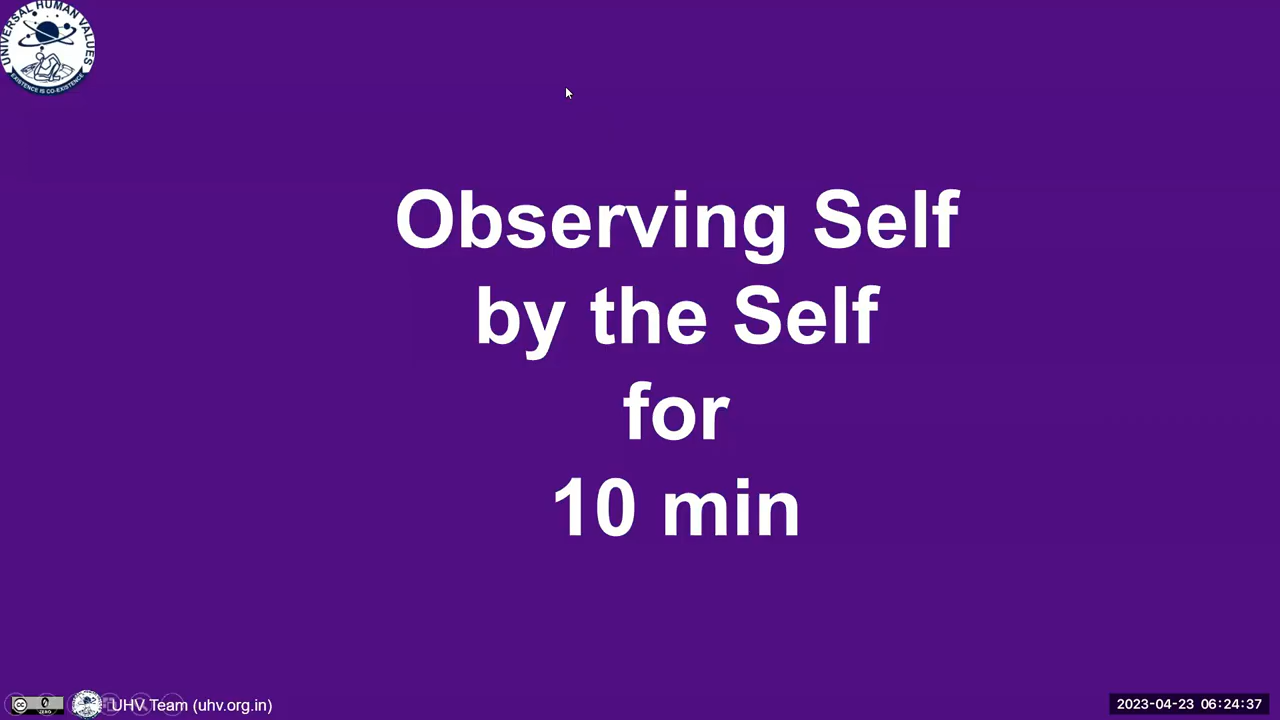 UNIVERSAL HUMAN VALUES
EXISTENCE IS CO-EXISTENCE
Observing Self
by the Self
for
10 min
UHV Team (uhv.org.in)
2023-04-23 06:24:37